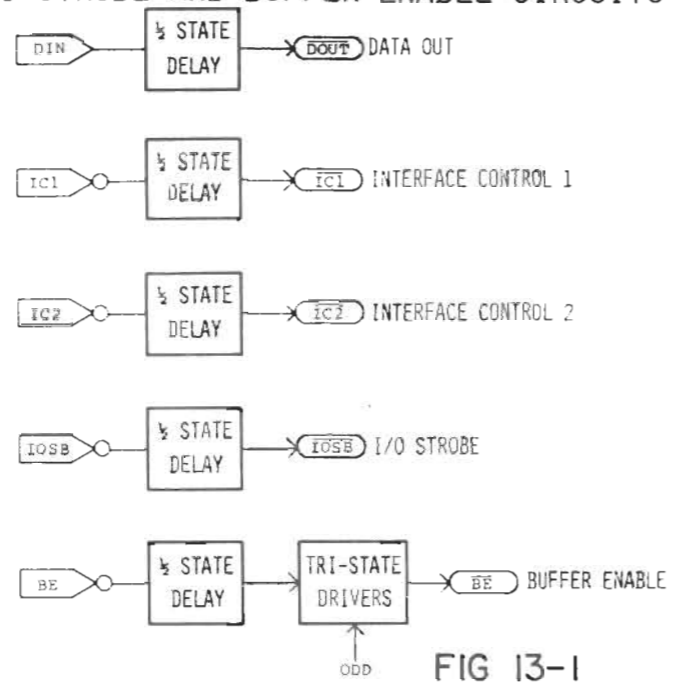 DIN ½ STATE DELAY DOUT DATA OUT
IC1 ½ STATE DELAY IC1 INTERFACE CONTROL 1
IC2 ½ STATE DELAY IC2 INTERFACE CONTROL 2
IOSB ½ STATE DELAY IOSB I/O STROBE
BE ½ STATE DELAY TRI-STATE DRIVERS BE BUFFER ENABLE
ODD
FIG 13-1